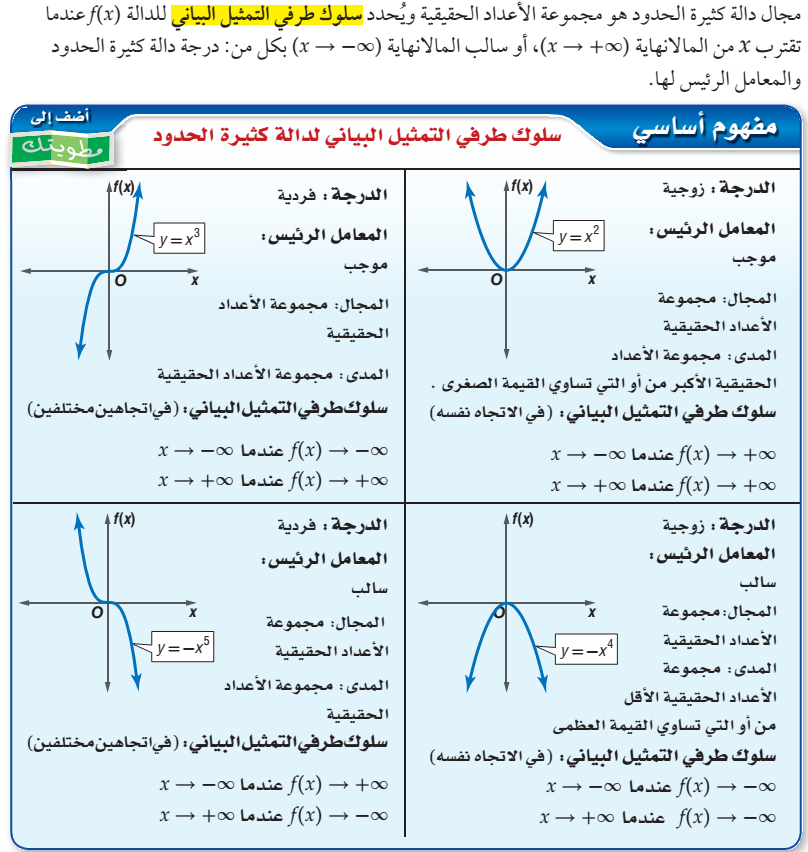 مجال دالة كثيرة الحدود هو مجموعة الأعداد الحقيقية ويُحدد سلوك طرفي التمثيل البياني للدالة f(x) عندما
تقترب x من المالانهاية (x → +∞)، أو سالب المالانهاية (x → −∞) بكل من: درجة دالة كثيرة الحدود
والمعامل الرئيس لها.
مفهوم أساسي
سلوك طرفي التمثيل البياني لدالة كثيرة الحدود
أضف إلى
مطويتك
الدرجة : زوجية
المعامل الرئيس :
موجب
المجال: مجموعة
الأعداد الحقيقية
المدى: مجموعة الأعداد
الحقيقية الأكبر من أو التي تساوي القيمة الصغرى .
سلوك طرفي التمثيل البياني: (في الاتجاه نفسه)
f(x) → +∞ عندما x → −∞
f(x) → +∞ عندما x → +∞
f(x)
y = x²
O
x
الدرجة : فردية
المعامل الرئيس :
موجب
المجال: مجموعة الأعداد
الحقيقية
المدى: مجموعة الأعداد الحقيقية
سلوك طرفي التمثيل البياني: (في اتجاهين مختلفين)
f(x) → −∞ عندما x → −∞
f(x) → +∞ عندما x → +∞
f(x)
y = x³
O
x
الدرجة : زوجية
المعامل الرئيس :
سالب
المجال: مجموعة
الأعداد الحقيقية
المدى: مجموعة
الأعداد الحقيقية الأقل
من أو التي تساوي القيمة العظمى
سلوك طرفي التمثيل البياني: (في الاتجاه نفسه)
f(x) → −∞ عندما x → −∞
f(x) → −∞ عندما x → +∞
f(x)
O
x
y = −x⁴
الدرجة : فردية
المعامل الرئيس :
سالب
المجال: مجموعة
الأعداد الحقيقية
المدى: مجموعة الأعداد
الحقيقية
سلوك طرفي التمثيل البياني: (في اتجاهين مختلفين)
f(x) → +∞ عندما x → −∞
f(x) → −∞ عندما x → +∞
f(x)
O
x
y = −x⁵